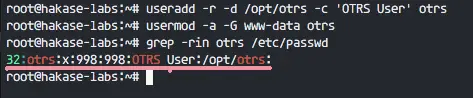 root@hakase-labs:~# useradd -r -d /opt/otrs -c 'OTRS User' otrs
root@hakase-labs:~# usermod -a -G www-data otrs
root@hakase-labs:~# grep -rin otrs /etc/passwd
32:otrs:x:998:998:OTRS User:/opt/otrs:
root@hakase-labs:~#